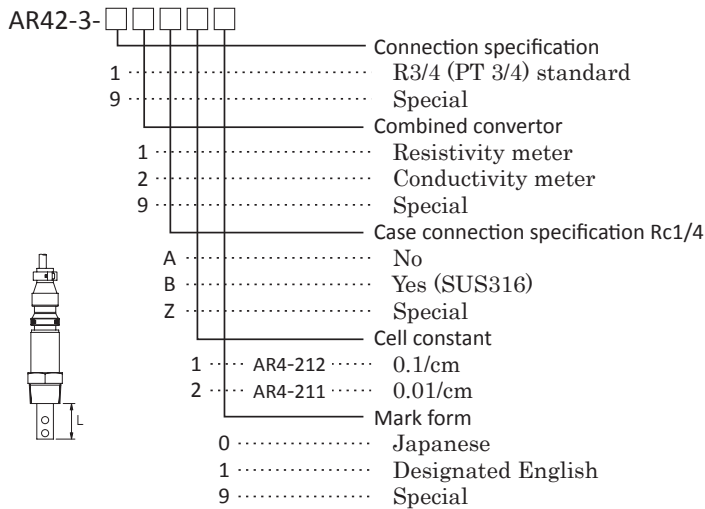 AR42-3-□□□□□
Connection specification
1 ·························· R3/4 (PT 3/4) standard
9 ·························· Special
Combined convertor
1 ······················ Resistivity meter
2 ······················ Conductivity meter
9 ······················ Special
Case connection specification Rc1/4
A ···················· No
B ···················· Yes (SUS316)
Z ···················· Special
Cell constant
1 ····· AR4-212 ······ 0.1/cm
2 ····· AR4-211 ······ 0.01/cm
Mark form
0 ················ Japanese
1 ················ Designated English
9 ················ Special
L